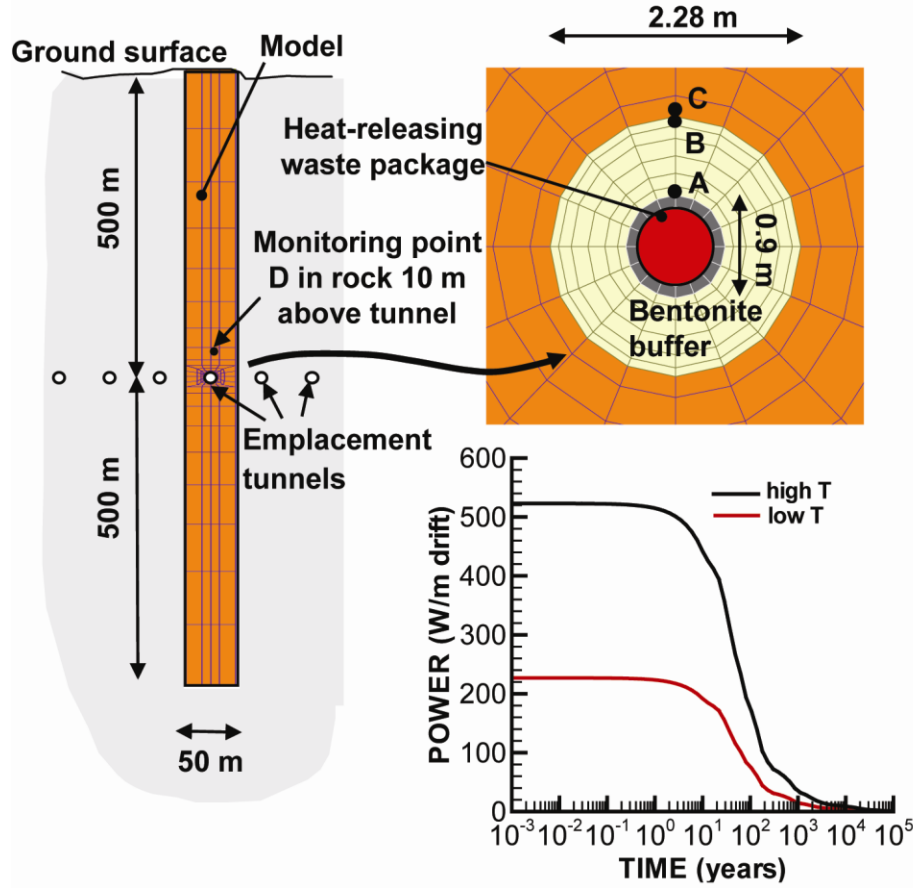 Ground surface
Model
500 m
Monitoring point
D in rock 10 m
above tunnel
500 m
Emplacement
tunnels
50 m
2.28 m
Heat-releasing
waste package
C
B
A
0.9 m
Bentonite
buffer
600
500
400
300
200
100
0
POWER (W/m drift)
high T
low T
10⁻³ 10⁻² 10⁻¹ 10⁰ 10¹ 10² 10³ 10⁴ 10⁵
TIME (years)